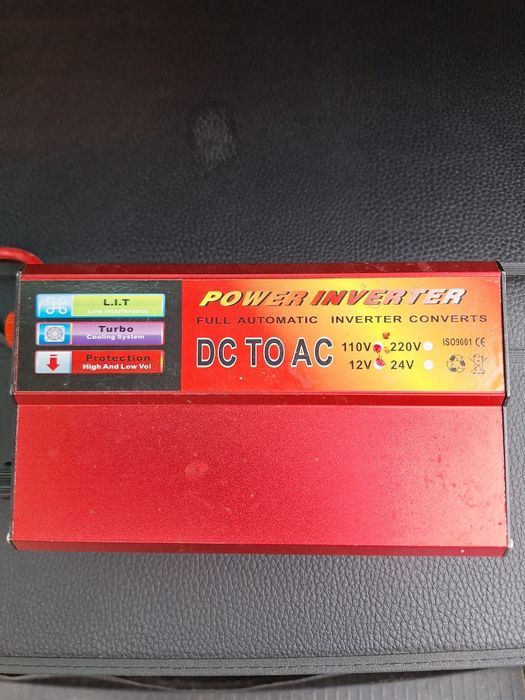 L.I.T
Low Interference
Turbo
Cooling System
Protection
High And Low Vol
POWER INVERTER
FULL AUTOMATIC INVERTER CONVERTS
DC TO AC
110V 220V
12V 24V
ISO9001 CE